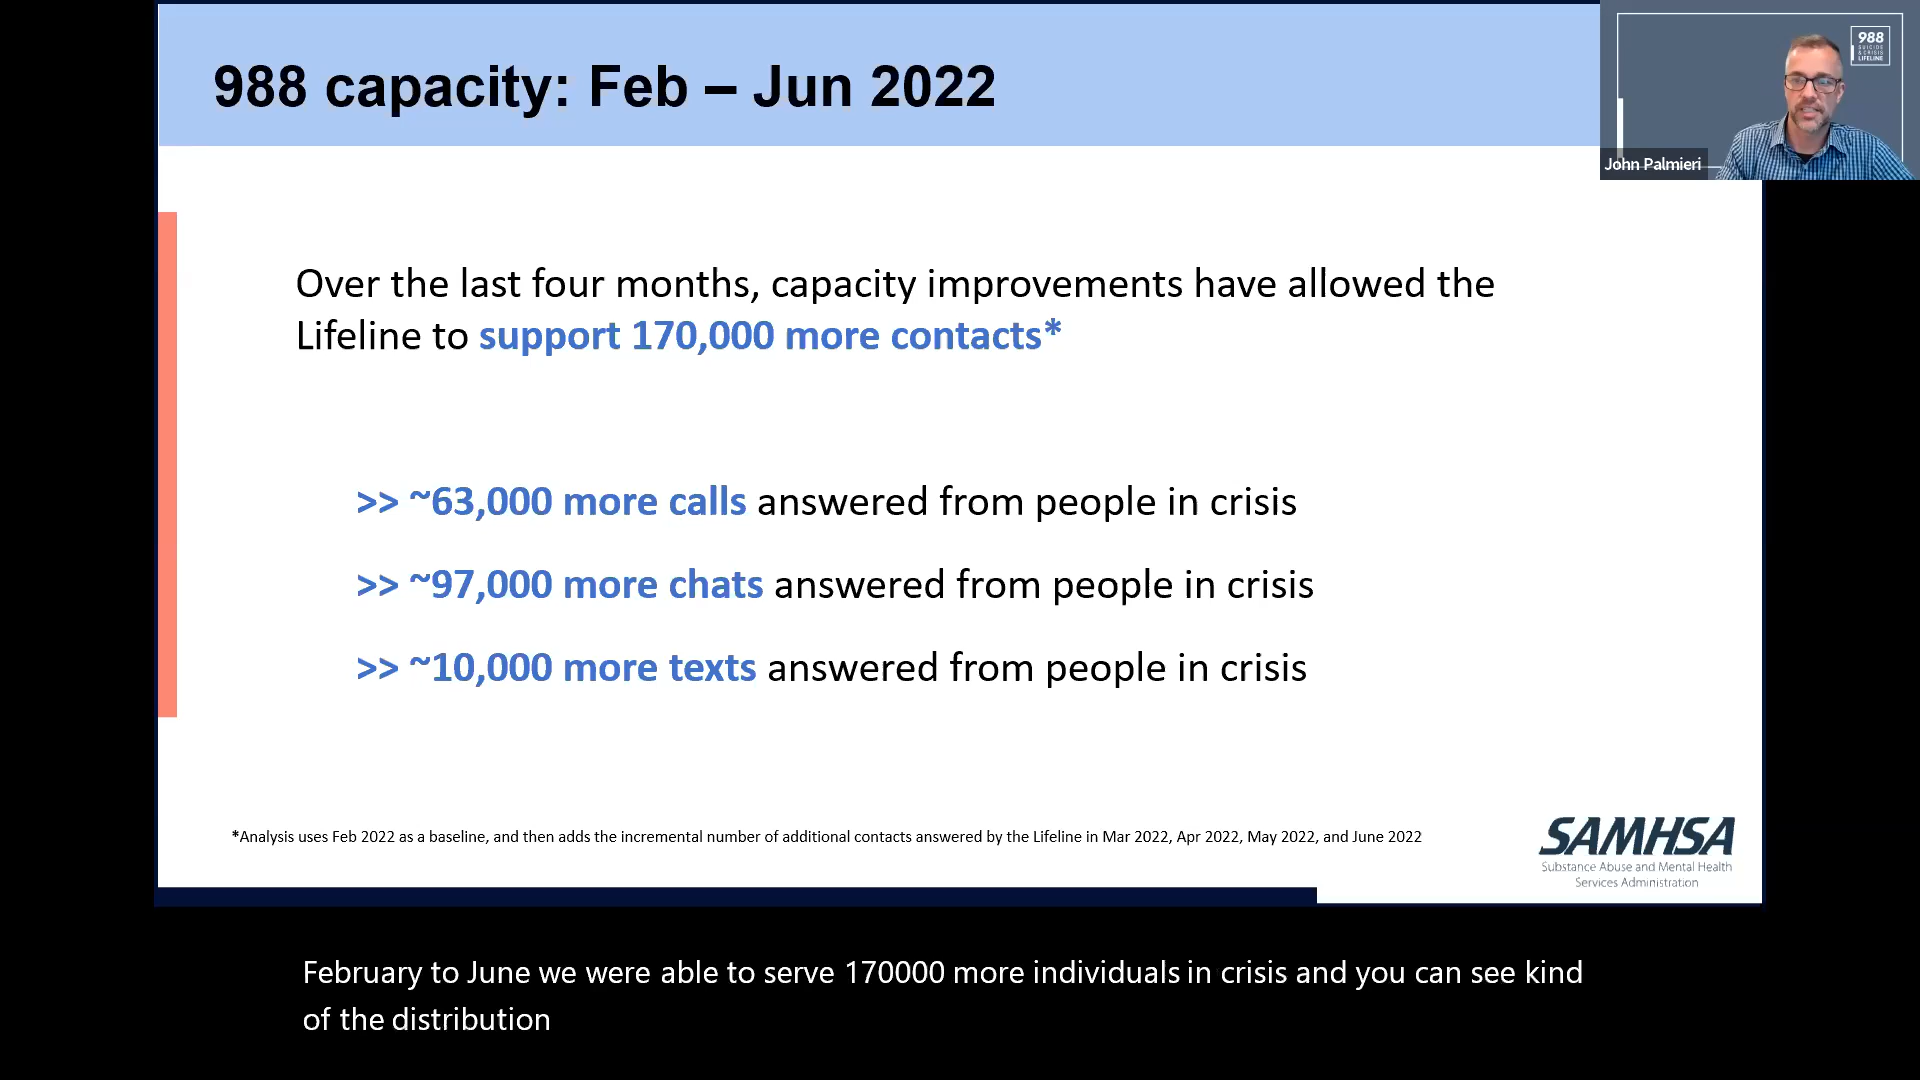 988 capacity: Feb – Jun 2022
988
SUICIDE
& CRISIS
LIFELINE
John Palmieri
Over the last four months, capacity improvements have allowed the
Lifeline to support 170,000 more contacts*
>> ~63,000 more calls answered from people in crisis
>> ~97,000 more chats answered from people in crisis
>> ~10,000 more texts answered from people in crisis
*Analysis uses Feb 2022 as a baseline, and then adds the incremental number of additional contacts answered by the Lifeline in Mar 2022, Apr 2022, May 2022, and June 2022
SAMHSA
Substance Abuse and Mental Health
Services Administration
February to June we were able to serve 170000 more individuals in crisis and you can see kind
of the distribution